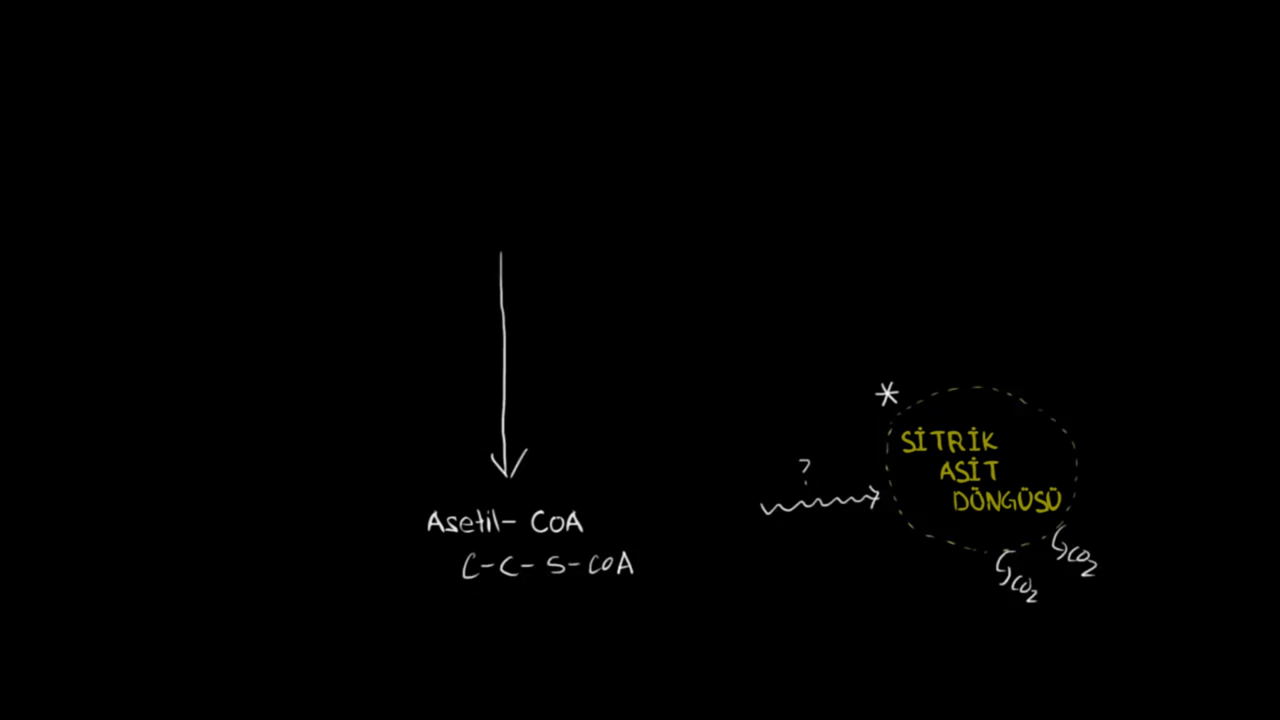 *
SİTRİK
ASİT
DÖNGÜSÜ
?
Asetil- CoA
C-C-S-COA
CO2
CO2